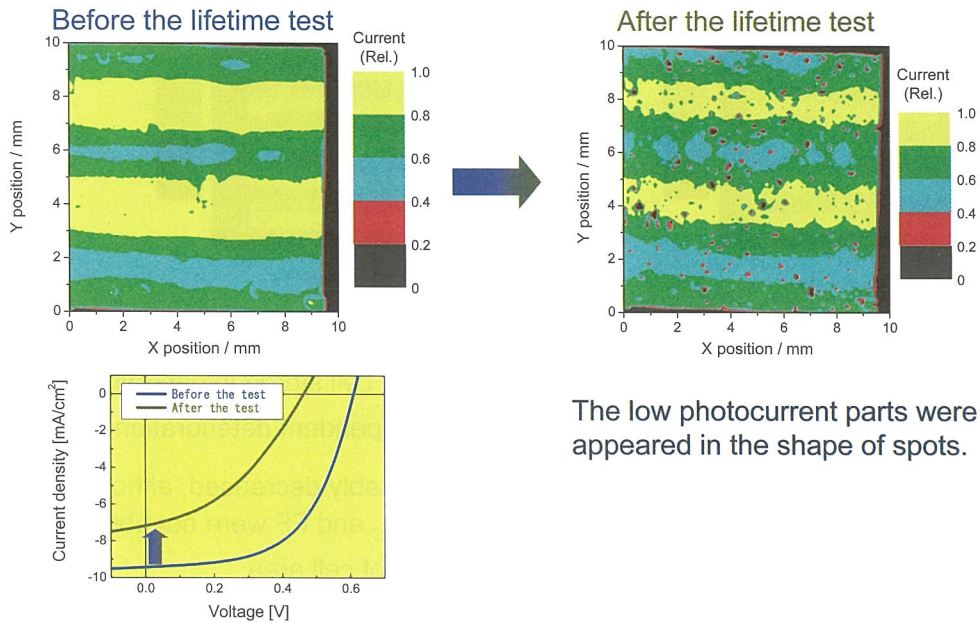 Before the lifetime test
After the lifetime test
Current
(Rel.)
10
8
6
4
2
0
Y position / mm
0 2 4 6 8 10
X position / mm
1.0
0.8
0.6
0.4
0.2
0
Current
(Rel.)
10
8
6
4
2
0
Y position / mm
0 2 4 6 8 10
X position / mm
1.0
0.8
0.6
0.4
0.2
0
0
-2
-4
-6
-8
-10
Current density [mA/cm²]
Before the test
After the test
0.0 0.2 0.4 0.6
Voltage [V]
The low photocurrent parts were
appeared in the shape of spots.